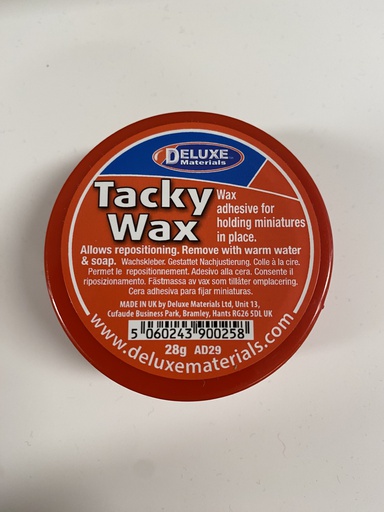 DELUXE
Materials
Tacky
Wax
Wax
adhesive for
holding miniatures
in place.
Allows repositioning. Remove with warm water
& soap. Wachskleber. Gestattet Nachjustierung. Colle à la cire.
Permet le repositionnement. Adesivo alla cera. Consente il
riposizionamento. Fästmassa av vax som tillåter omplacering.
Cera adhesiva para fijar miniaturas.
MADE IN UK by Deluxe Materials Ltd, Unit 13,
Cufaude Business Park, Bramley, Hants RG26 5DL UK
5 060243 900258
28g AD29
www.deluxematerials.com